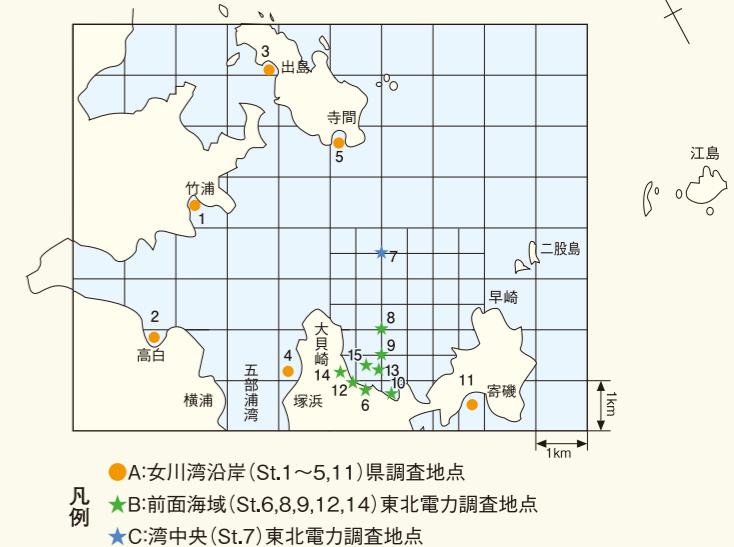 3
出島
寺間
5
江島
竹浦
1
7
二股島
早崎
2
高白
大貝崎
8
9
15
13
14
10
12
6
4
五部浦湾
横浦
塚浜
11
寄磯
1km
1km
凡例
A:女川湾沿岸(St.1〜5,11)県調査地点
B:前面海域(St.6,8,9,12,14)東北電力調査地点
C:湾中央(St.7)東北電力調査地点